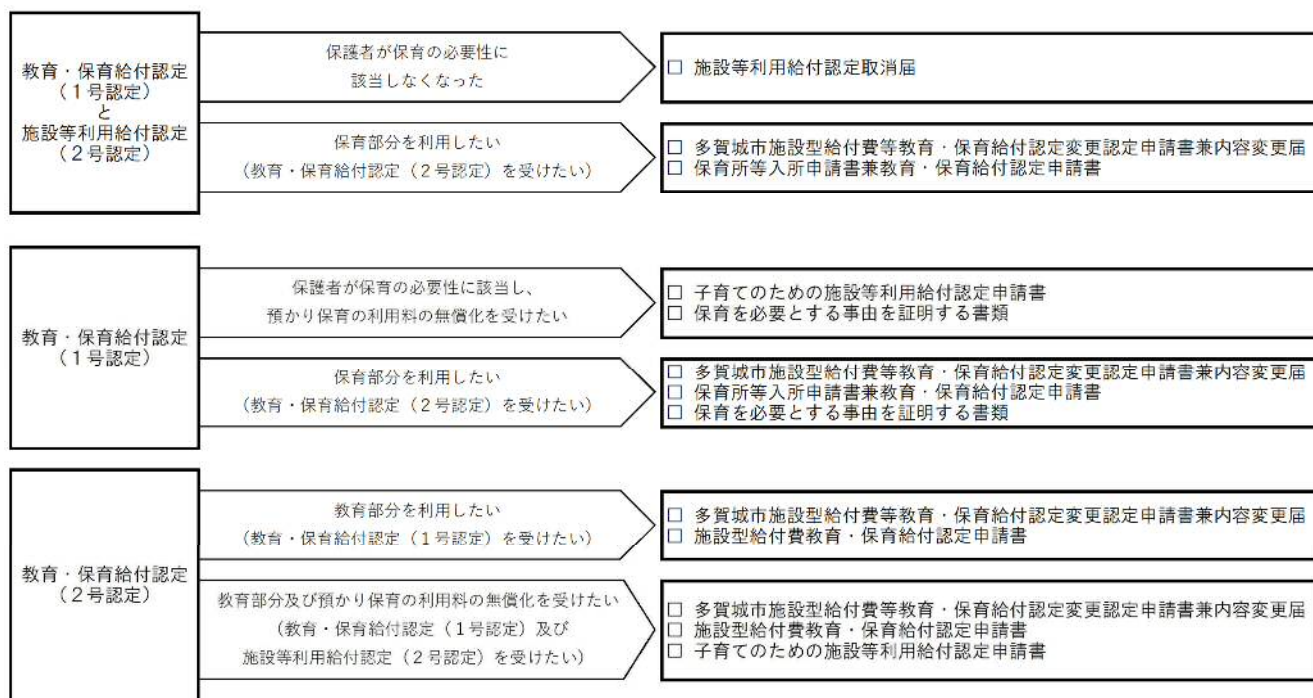 教育・保育給付認定
（1号認定）
と
施設等利用給付認定
（2号認定）
保護者が保育の必要性に
該当しなくなった
□ 施設等利用給付認定取消届
保育部分を利用したい
（教育・保育給付認定（2号認定）を受けたい）
□ 多賀城市施設型給付費等教育・保育給付認定変更認定申請書兼内容変更届
□ 保育所等入所申請書兼教育・保育給付認定申請書
教育・保育給付認定
（1号認定）
保護者が保育の必要性に該当し、
預かり保育の利用料の無償化を受けたい
□ 子育てのための施設等利用給付認定申請書
□ 保育を必要とする事由を証明する書類
保育部分を利用したい
（教育・保育給付認定（2号認定）を受けたい）
□ 多賀城市施設型給付費等教育・保育給付認定変更認定申請書兼内容変更届
□ 保育所等入所申請書兼教育・保育給付認定申請書
□ 保育を必要とする事由を証明する書類
教育・保育給付認定
（2号認定）
教育部分を利用したい
（教育・保育給付認定（1号認定）を受けたい）
□ 多賀城市施設型給付費等教育・保育給付認定変更認定申請書兼内容変更届
□ 施設型給付費教育・保育給付認定申請書
教育部分及び預かり保育の利用料の無償化を受けたい
（教育・保育給付認定（1号認定）及び
施設等利用給付認定（2号認定）を受けたい）
□ 多賀城市施設型給付費等教育・保育給付認定変更認定申請書兼内容変更届
□ 施設型給付費教育・保育給付認定申請書
□ 子育てのための施設等利用給付認定申請書